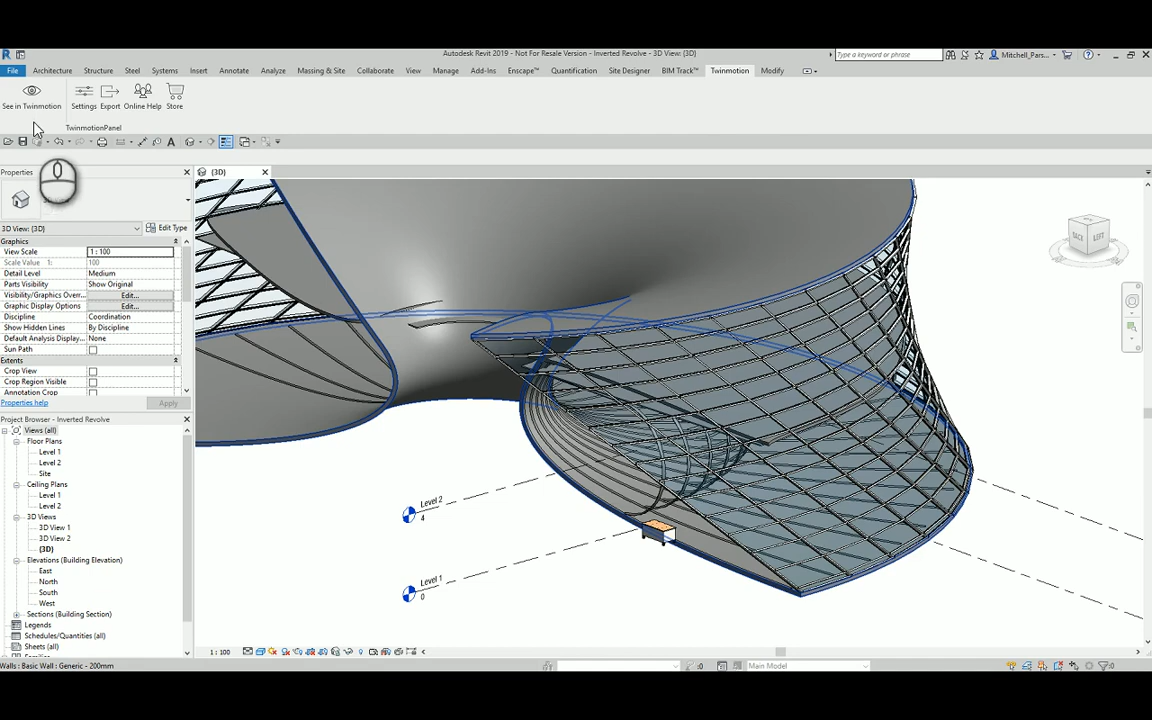 Autodesk Revit 2019 - Not For Resale Version - Inverted Revolve - 3D View: {3D}
Type a keyword or phrase
Mitchell_Pars...
File Architecture Structure Steel Systems Insert Annotate Analyze Massing & Site Collaborate View Manage Add-Ins Enscape™ Quantification Site Designer BIM Track™ Twinmotion Modify
See in Twinmotion Settings Export Online Help Store
TwinmotionPanel
Properties
{3D}
3D View: {3D}
Edit Type
Graphics
View Scale 1 : 100
Scale Value 1: 100
Detail Level Medium
Parts Visibility Show Original
Visibility/Graphics Overr... Edit...
Graphic Display Options Edit...
Discipline Coordination
Show Hidden Lines By Discipline
Default Analysis Display... None
Sun Path
Extents
Crop View
Crop Region Visible
Annotation Crop
Properties help
Apply
Project Browser - Inverted Revolve
Views (all)
Floor Plans
Level 1
Level 2
Site
Ceiling Plans
Level 1
Level 2
3D Views
3D View 1
3D View 2
{3D}
Elevations (Building Elevation)
East
North
South
West
Sections (Building Section)
Legends
Schedules/Quantities (all)
Sheets (all)
BACK
LEFT
Level 2
4
Level 1
0
1 : 100
Walls : Basic Wall : Generic - 200mm
:0
Main Model
:0